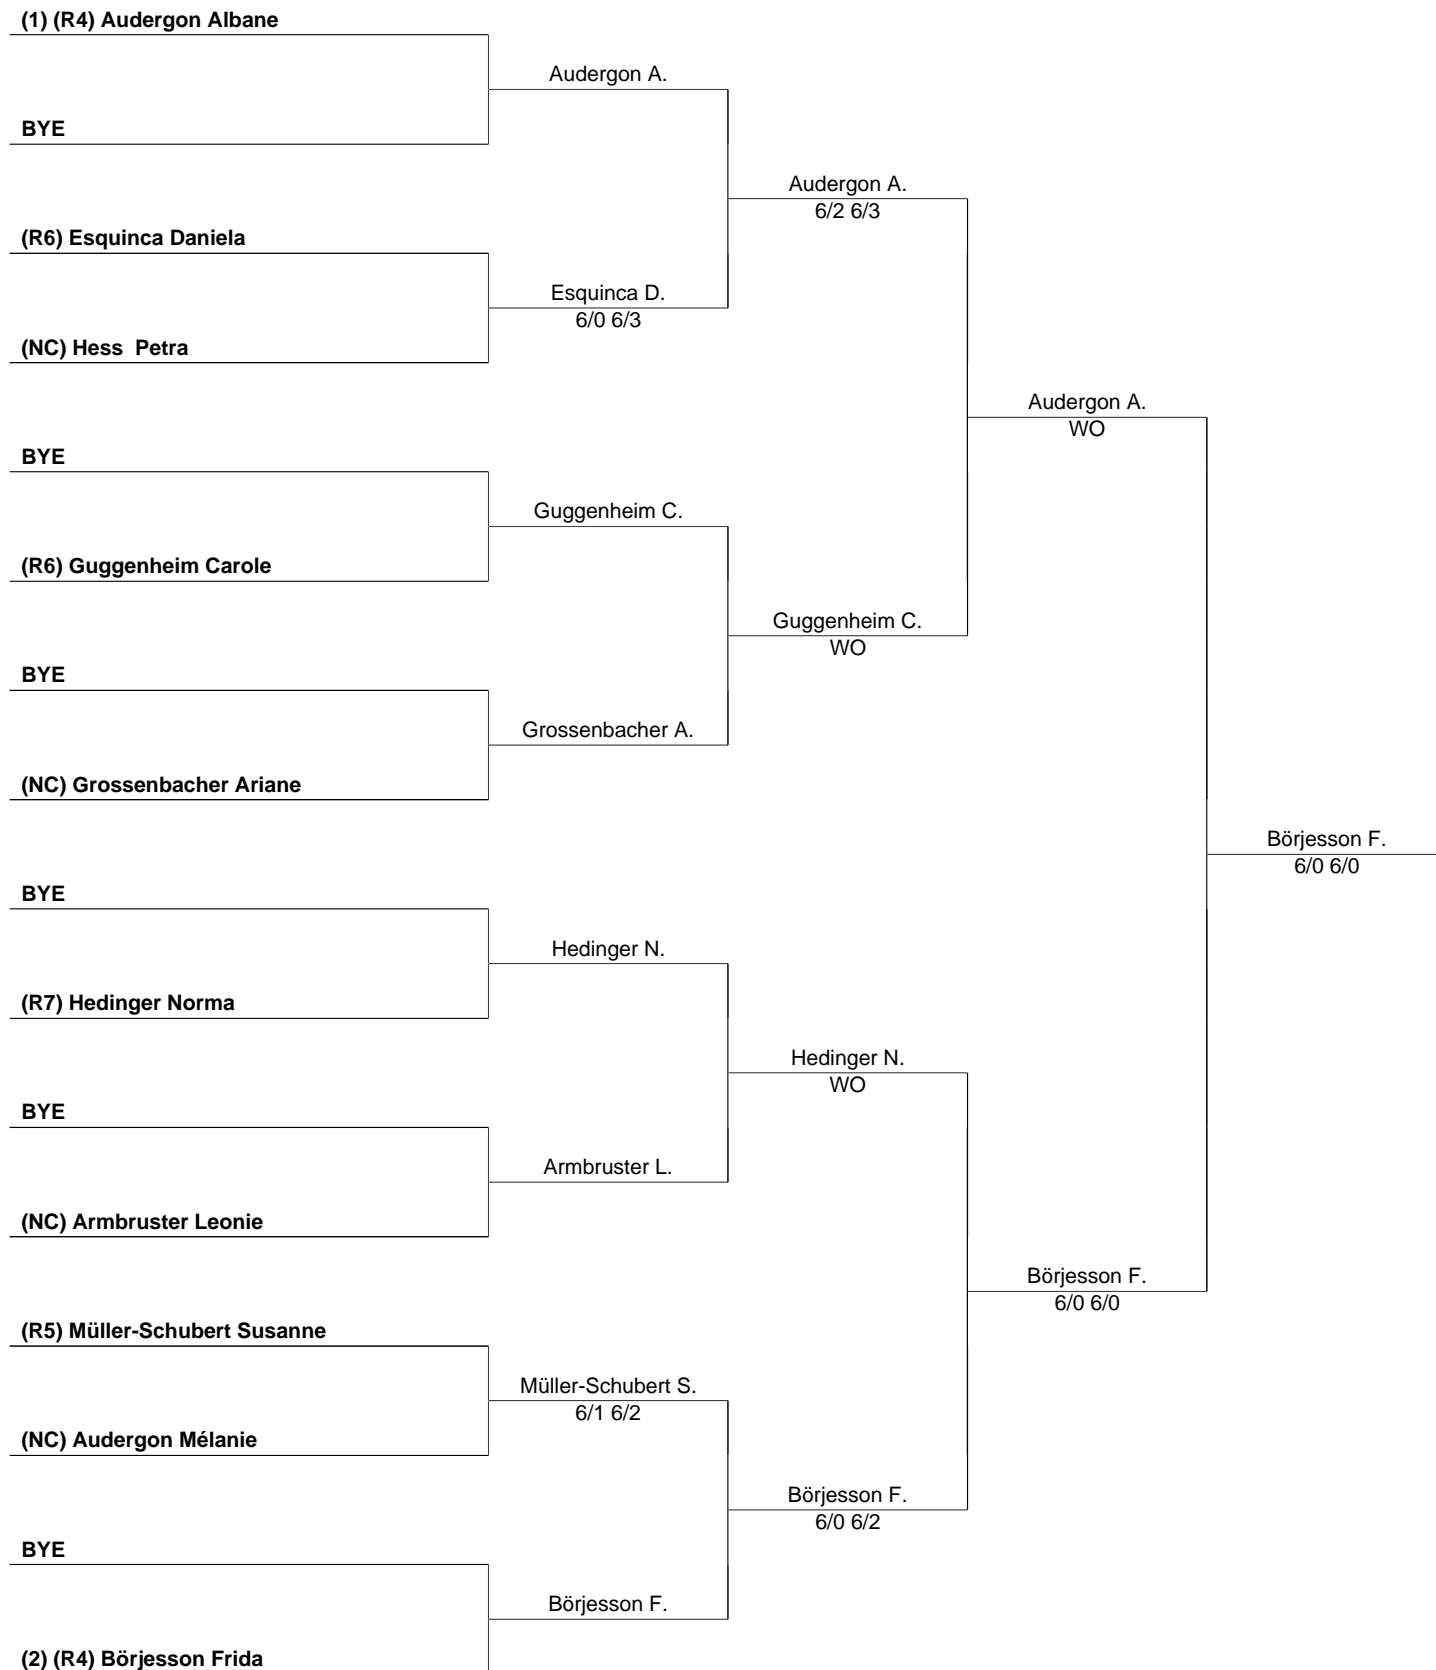 (1) (R4) Audergon Albane
Audergon A.
BYE
Audergon A.
6/2 6/3
(R6) Esquinca Daniela
Esquinca D.
6/0 6/3
(NC) Hess  Petra
Audergon A.
WO
BYE
Guggenheim C.
(R6) Guggenheim Carole
Guggenheim C.
WO
BYE
Grossenbacher A.
(NC) Grossenbacher Ariane
Börjesson F.
6/0 6/0
BYE
Hedinger N.
(R7) Hedinger Norma
Hedinger N.
WO
BYE
Armbruster L.
(NC) Armbruster Leonie
Börjesson F.
6/0 6/0
(R5) Müller-Schubert Susanne
Müller-Schubert S.
6/1 6/2
(NC) Audergon Mélanie
Börjesson F.
6/0 6/2
BYE
Börjesson F.
(2) (R4) Börjesson Frida